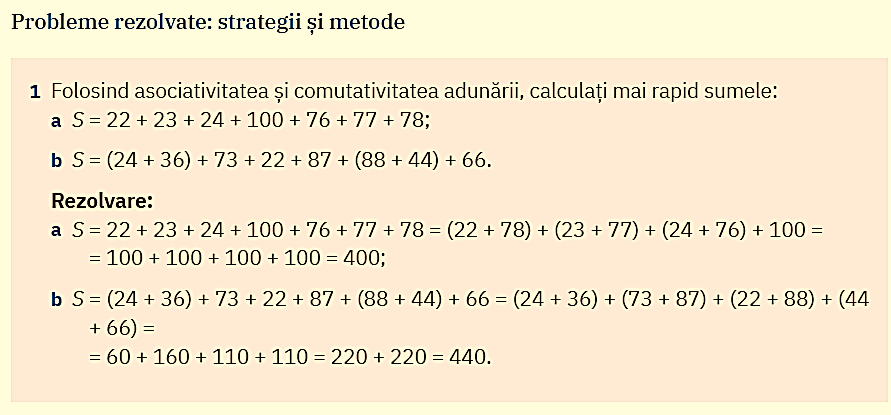 Probleme rezolvate: strategii și metode
1 Folosind asociativitatea și comutativitatea adunării, calculați mai rapid sumele:
a S = 22 + 23 + 24 + 100 + 76 + 77 + 78;
b S = (24 + 36) + 73 + 22 + 87 + (88 + 44) + 66.
Rezolvare:
a S = 22 + 23 + 24 + 100 + 76 + 77 + 78 = (22 + 78) + (23 + 77) + (24 + 76) + 100 =
= 100 + 100 + 100 + 100 = 400;
b S = (24 + 36) + 73 + 22 + 87 + (88 + 44) + 66 = (24 + 36) + (73 + 87) + (22 + 88) + (44
+ 66) =
= 60 + 160 + 110 + 110 = 220 + 220 = 440.